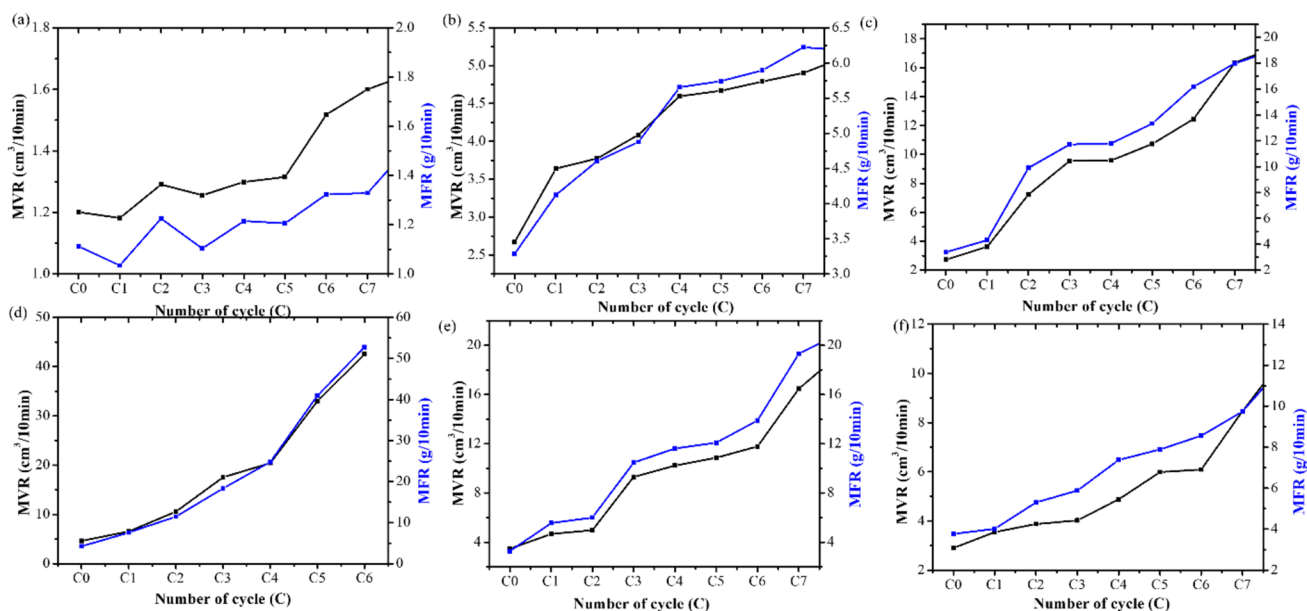 (a)
1.8
1.6
1.4
1.2
1.0
MVR (cm³/10min)
2.0
1.8
1.6
1.4
1.2
1.0
MFR (g/10min)
C0 C1 C2 C3 C4 C5 C6 C7
Number of cycle (C)
(b)
5.5
5.0
4.5
4.0
3.5
3.0
2.5
MVR (cm³/10min)
6.5
6.0
5.5
5.0
4.5
4.0
3.5
3.0
MFR (g/10min)
C0 C1 C2 C3 C4 C5 C6 C7
Number of cycle (C)
(c)
18
16
14
12
10
8
6
4
2
MVR (cm³/10min)
20
18
16
14
12
10
8
6
4
2
MFR (g/10min)
C0 C1 C2 C3 C4 C5 C6 C7
Number of cycle (C)
(d)
50
40
30
20
10
0
MVR (cm³/10min)
60
50
40
30
20
10
0
MFR (g/10min)
C0 C1 C2 C3 C4 C5 C6
Number of cycle (C)
(e)
20
16
12
8
4
MVR (cm³/10min)
20
16
12
8
4
MFR (g/10min)
C0 C1 C2 C3 C4 C5 C6 C7
Number of cycle (C)
(f)
12
10
8
6
4
2
MVR (cm³/10min)
14
12
10
8
6
4
2
MFR (g/10min)
C0 C1 C2 C3 C4 C5 C6 C7
Number of cycle (C)